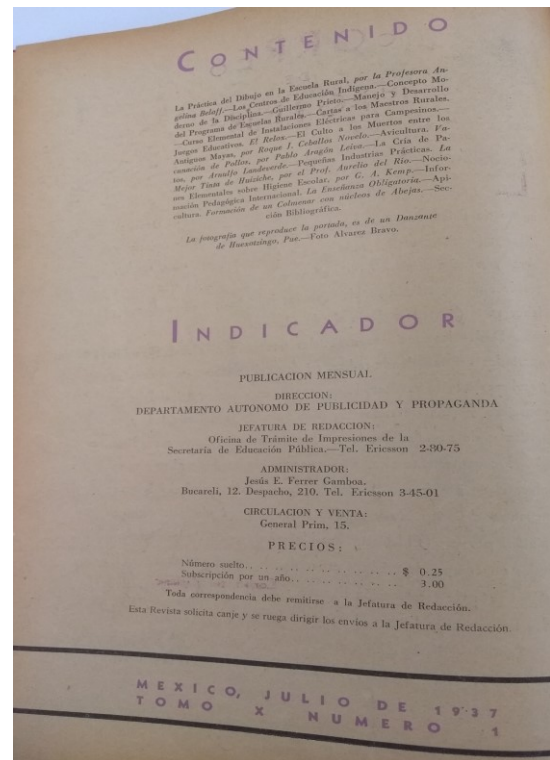 CONTENIDO
La Práctica del Dibujo en la Escuela Rural, por la Profesora An-
gelina Beloff.—Los Centros de Educación Indígena.—Concepto Mo-
derno de la Disciplina.—Guillermo Prieto.—Manejo y Desarrollo
del Programa de Escuelas Rurales.—Cartas a los Maestros Rurales.
—Curso Elemental de Instalaciones Eléctricas para Campesinos.—
Juegos Educativos. El Reloj.—El Culto a los Muertos entre los
Antiguos Mayas, por Roque J. Ceballos Novelo.—Avicultura. Va-
cunación de Pollos, por Pablo Aragón Leiva.—La Cría de Pa-
tos, por Arnulfo Landaverde.—Pequeñas Industrias Prácticas. La
Mejor Tinta de Huizache, por el Prof. Aurelio del Río.—Nocio-
nes Elementales sobre Higiene Escolar, por G. A. Kemp.—Infor-
mación Pedagógica Internacional. La Enseñanza Obligatoria.—Api-
cultura. Formación de un Colmenar con núcleos de Abejas.—Sec-
ción Bibliográfica.
La fotografía que reproduce la portada, es de un Danzante
de Huexotzingo, Pue.—Foto Alvarez Bravo.
INDICADOR
PUBLICACION MENSUAL
DIRECCION:
DEPARTAMENTO AUTONOMO DE PUBLICIDAD Y PROPAGANDA
JEFATURA DE REDACCION:
Oficina de Trámite de Impresiones de la
Secretaría de Educación Pública.—Tel. Ericsson 2-80-75
ADMINISTRADOR:
Jesús E. Ferrer Gamboa.
Bucareli, 12. Despacho, 210. Tel. Ericsson 3-45-01
CIRCULACION Y VENTA:
General Prim, 15.
PRECIOS:
Número suelto.. .. .. .. .. .. .. .. $ 0.25
Subscripción por un año.. .. .. .. .. .. 3.00
Toda correspondencia debe remitirse a la Jefatura de Redacción.
Esta Revista solicita canje y se ruega dirigir los envíos a la Jefatura de Redacción.
MEXICO, JULIO DE 1937
TOMO X NUMERO 1